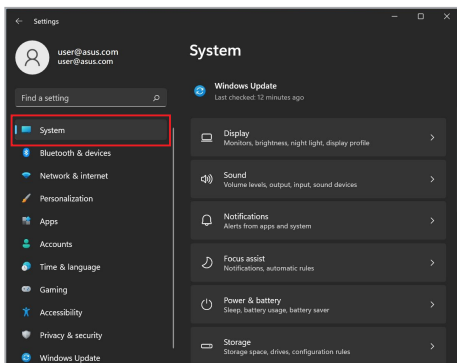 Settings
user@asus.com
user@asus.com
Find a setting
System
Bluetooth & devices
Network & internet
Personalization
Apps
Accounts
Time & language
Gaming
Accessibility
Privacy & security
Windows Update
System
Windows Update
Last checked: 12 minutes ago
Display
Monitors, brightness, night light, display profile
Sound
Volume levels, output, input, sound devices
Notifications
Alerts from apps and system
Focus assist
Notifications, automatic rules
Power & battery
Sleep, battery usage, battery saver
Storage
Storage space, drives, configuration rules